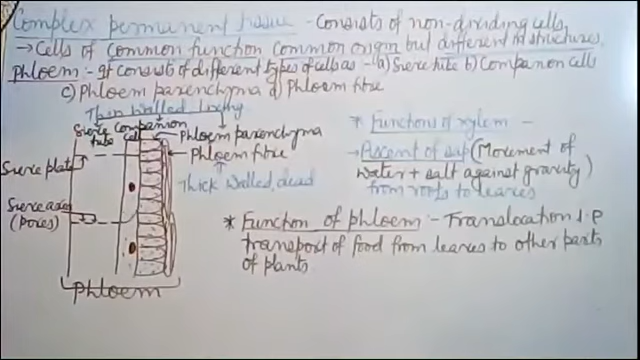 Complex permanent tissue - Consists of non-dividing cells,
→ Cells of common function common origin but different in structures,
Phloem :- It consists of different types of cells as - a) Sieve tube b) Companion cells
c) Phloem parenchyma d) Phloem fibre
Thin walled living
Sieve tube
Companion cell
Phloem parenchyma
Phloem fibre
Thick walled, dead
Sieve plate
Sieve area
(Pores)
Phloem
* Functions of xylem -
→ Ascent of sap (Movement of
water + salt against gravity)
from roots to leaves
* Function of phloem :- Translocation i.e
transport of food from leaves to other parts
of plants